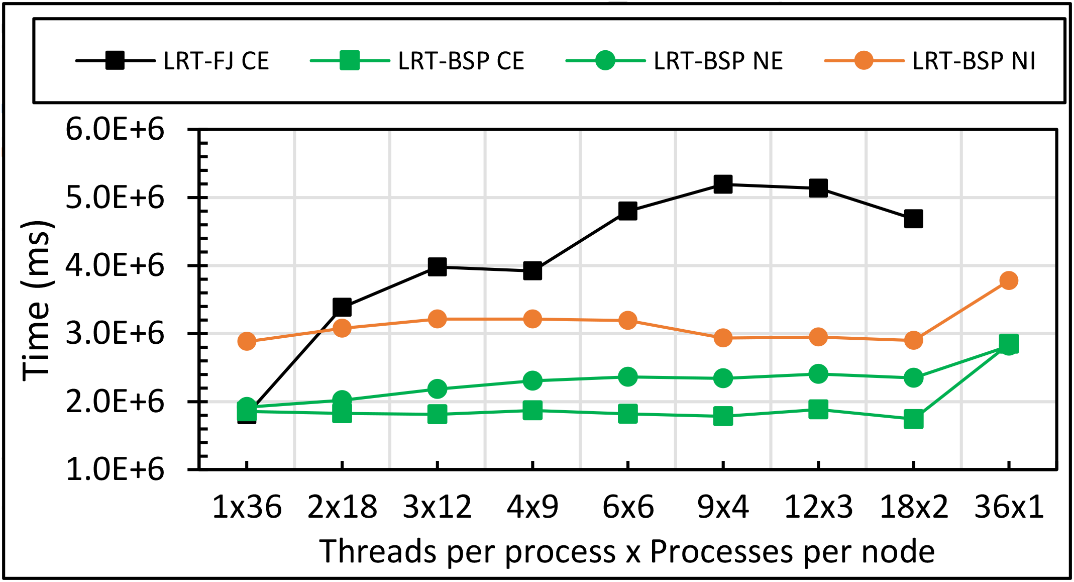 LRT-FJ CE LRT-BSP CE LRT-BSP NE LRT-BSP NI
6.0E+6
5.0E+6
4.0E+6
3.0E+6
2.0E+6
1.0E+6
Time (ms)
1x36 2x18 3x12 4x9 6x6 9x4 12x3 18x2 36x1
Threads per process x Processes per node